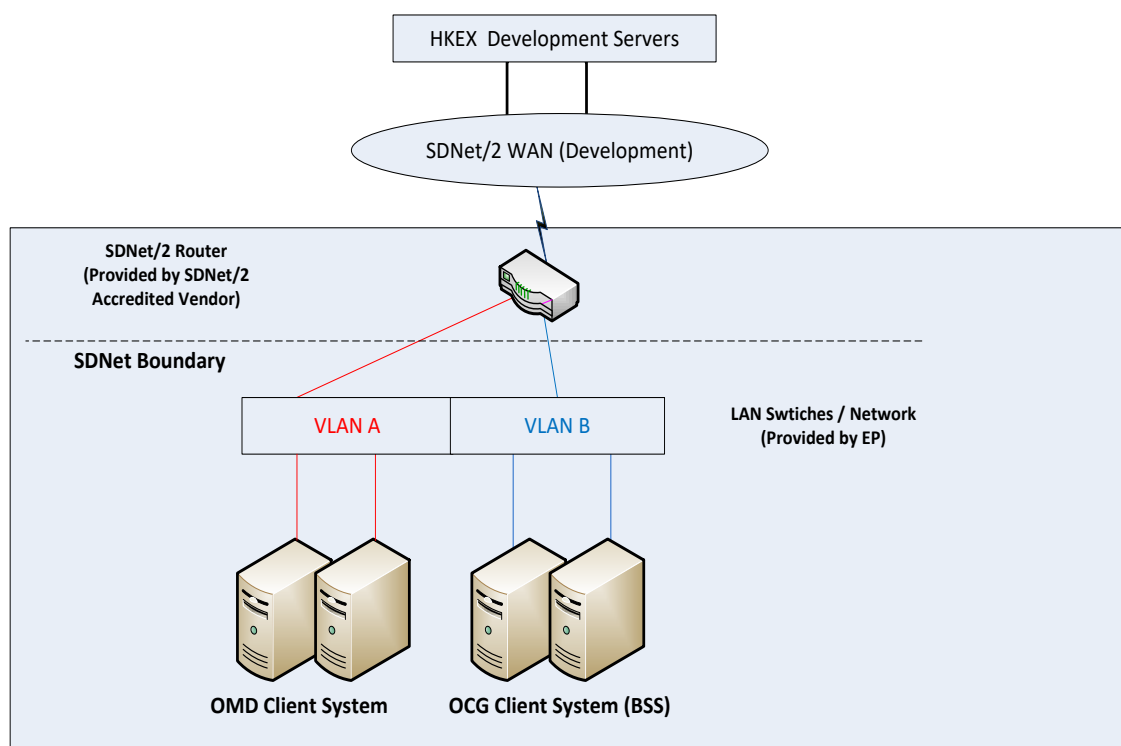 HKEX Development Servers
SDNet/2 WAN (Development)
SDNet/2 Router
(Provided by SDNet/2
Accredited Vendor)
SDNet Boundary
VLAN A
VLAN B
LAN Swtiches / Network
(Provided by EP)
OMD Client System
OCG Client System (BSS)